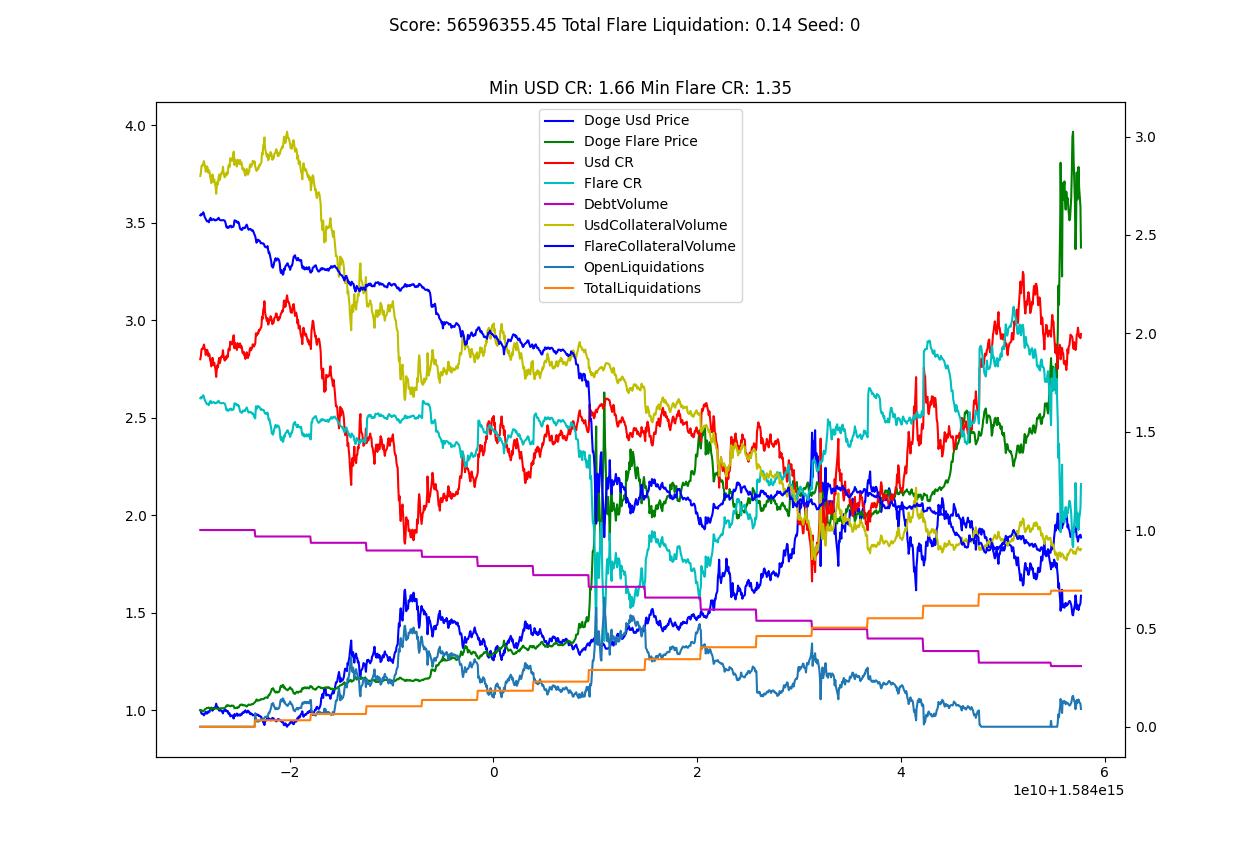 Score: 56596355.45 Total Flare Liquidation: 0.14 Seed: 0
Min USD CR: 1.66 Min Flare CR: 1.35
Doge Usd Price
Doge Flare Price
Usd CR
Flare CR
DebtVolume
UsdCollateralVolume
FlareCollateralVolume
OpenLiquidations
TotalLiquidations
4.0
3.5
3.0
2.5
2.0
1.5
1.0
3.0
2.5
2.0
1.5
1.0
0.5
0.0
−2 0 2 4 6
1e10+1.584e15